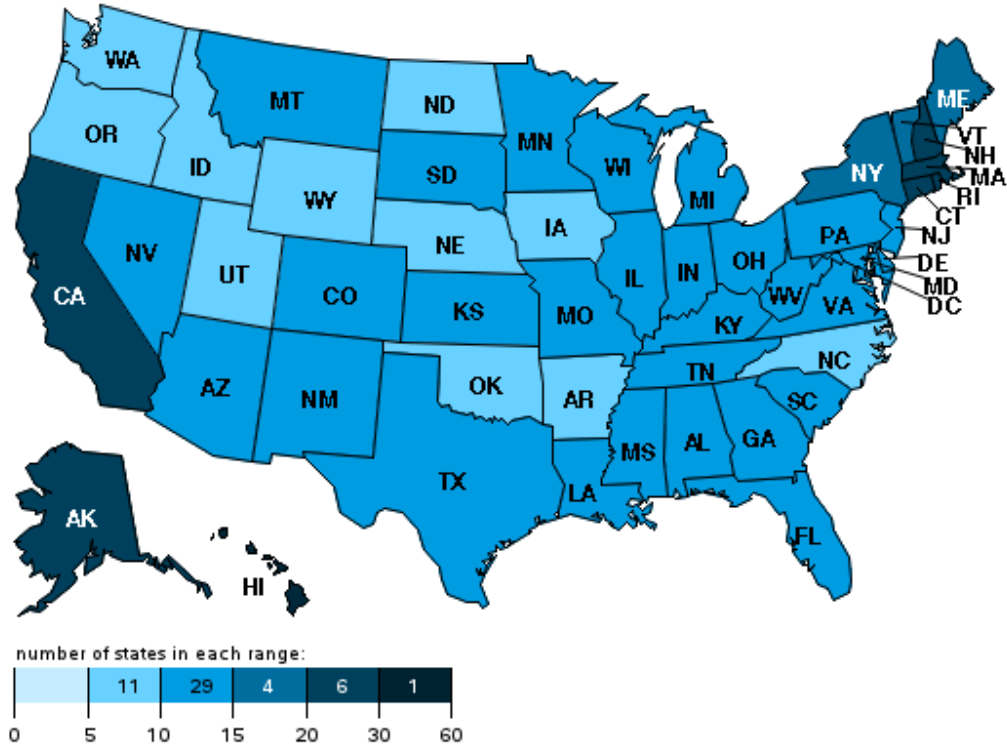 WA
MT
ND
ME
OR
MN
VT
ID
SD
WI
NH
NY
MA
WY
MI
RI
IA
CT
NE
PA
NJ
NV
UT
OH
DE
IL
IN
CA
CO
MD
WV
DC
KS
MO
VA
KY
NC
TN
AZ
OK
NM
AR
SC
MS
AL
GA
TX
LA
AK
FL
HI
number of states in each range:
11 29 4 6 1
0 5 10 15 20 30 60